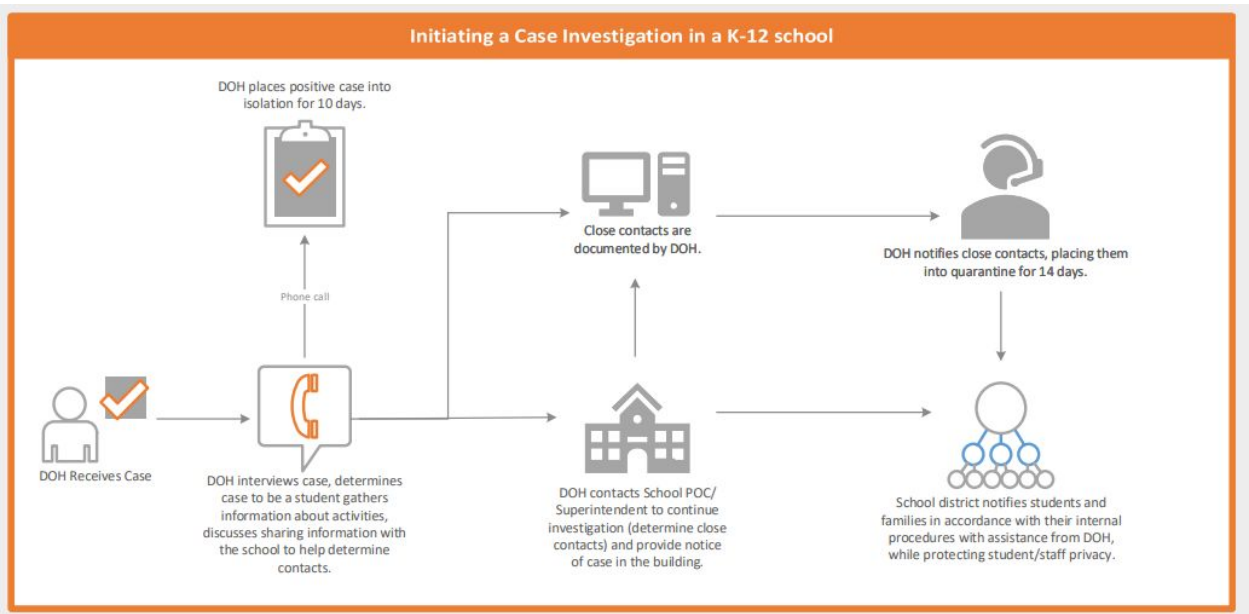 Initiating a Case Investigation in a K-12 school
DOH places positive case into
isolation for 10 days.
Phone call
DOH Receives Case
DOH interviews case, determines
case to be a student gathers
information about activities,
discusses sharing information with
the school to help determine
contacts.
Close contacts are
documented by DOH.
DOH contacts School POC/
Superintendent to continue
investigation (determine close
contacts) and provide notice
of case in the building.
DOH notifies close contacts, placing them
into quarantine for 14 days.
School district notifies students and
families in accordance with their internal
procedures with assistance from DOH,
while protecting student/staff privacy.